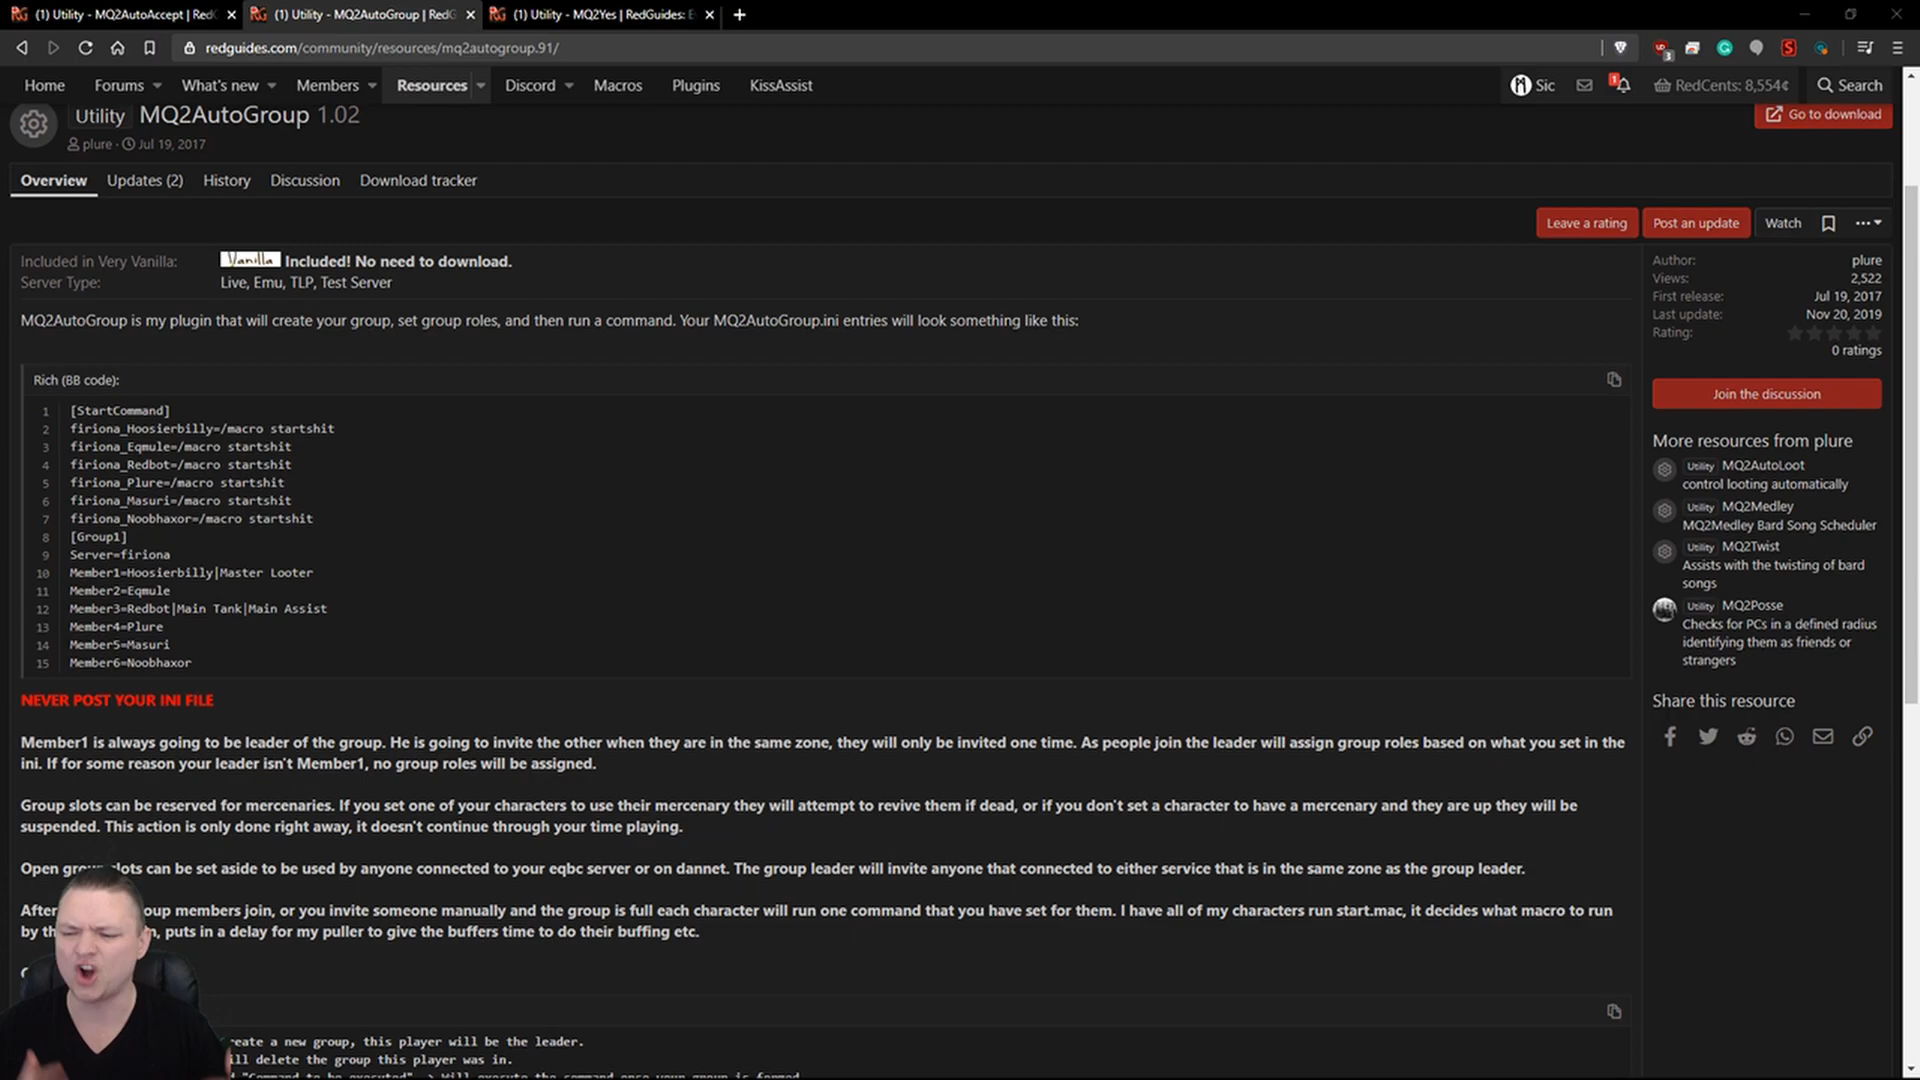 (1) Utility - MQ2AutoAccept | RedG
(1) Utility - MQ2AutoGroup | RedG
(1) Utility - MQ2Yes | RedGuides: E
redguides.com/community/resources/mq2autogroup.91/
Home Forums What's new Members Resources Discord Macros Plugins KissAssist
Sic 1 RedCents: 8,554¢ Search
Utility MQ2AutoGroup 1.02
plure · Jul 19, 2017
Go to download
Overview Updates (2) History Discussion Download tracker
Leave a rating Post an update Watch
Included in Very Vanilla: Vanilla Included! No need to download.
Server Type: Live, Emu, TLP, Test Server
MQ2AutoGroup is my plugin that will create your group, set group roles, and then run a command. Your MQ2AutoGroup.ini entries will look something like this:
Rich (BB code):
1 [StartCommand]
2 firiona_Hoosierbilly=/macro startshit
3 firiona_Eqmule=/macro startshit
4 firiona_Redbot=/macro startshit
5 firiona_Plure=/macro startshit
6 firiona_Masuri=/macro startshit
7 firiona_Noobhaxor=/macro startshit
8 [Group1]
9 Server=firiona
10 Member1=Hoosierbilly|Master Looter
11 Member2=Eqmule
12 Member3=Redbot|Main Tank|Main Assist
13 Member4=Plure
14 Member5=Masuri
15 Member6=Noobhaxor
NEVER POST YOUR INI FILE
Member1 is always going to be leader of the group. He is going to invite the other when they are in the same zone, they will only be invited one time. As people join the leader will assign group roles based on what you set in the
ini. If for some reason your leader isn't Member1, no group roles will be assigned.
Group slots can be reserved for mercenaries. If you set one of your characters to use their mercenary they will attempt to revive them if dead, or if you don't set a character to have a mercenary and they are up they will be
suspended. This action is only done right away, it doesn't continue through your time playing.
Open group slots can be set aside to be used by anyone connected to your eqbc server or on dannet. The group leader will invite anyone that connected to either service that is in the same zone as the group leader.
After oup members join, or you invite someone manually and the group is full each character will run one command that you have set for them. I have all of my characters run start.mac, it decides what macro to run
by th n, puts in a delay for my puller to give the buffers time to do their buffing etc.
reate a new group, this player will be the leader.
ill delete the group this player was in.
"Command to be executed" -> Will execute the command once your group is formed
Author: plure
Views: 2,522
First release: Jul 19, 2017
Last update: Nov 20, 2019
Rating:
0 ratings
Join the discussion
More resources from plure
Utility MQ2AutoLoot
control looting automatically
Utility MQ2Medley
MQ2Medley Bard Song Scheduler
Utility MQ2Twist
Assists with the twisting of bard
songs
Utility MQ2Posse
Checks for PCs in a defined radius
identifying them as friends or
strangers
Share this resource